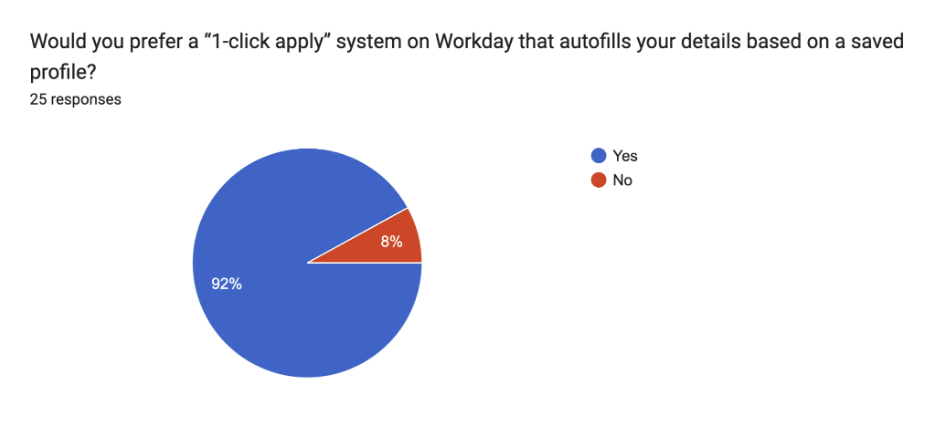 Would you prefer a “1-click apply” system on Workday that autofills your details based on a saved
profile?
25 responses
Yes
No
8%
92%